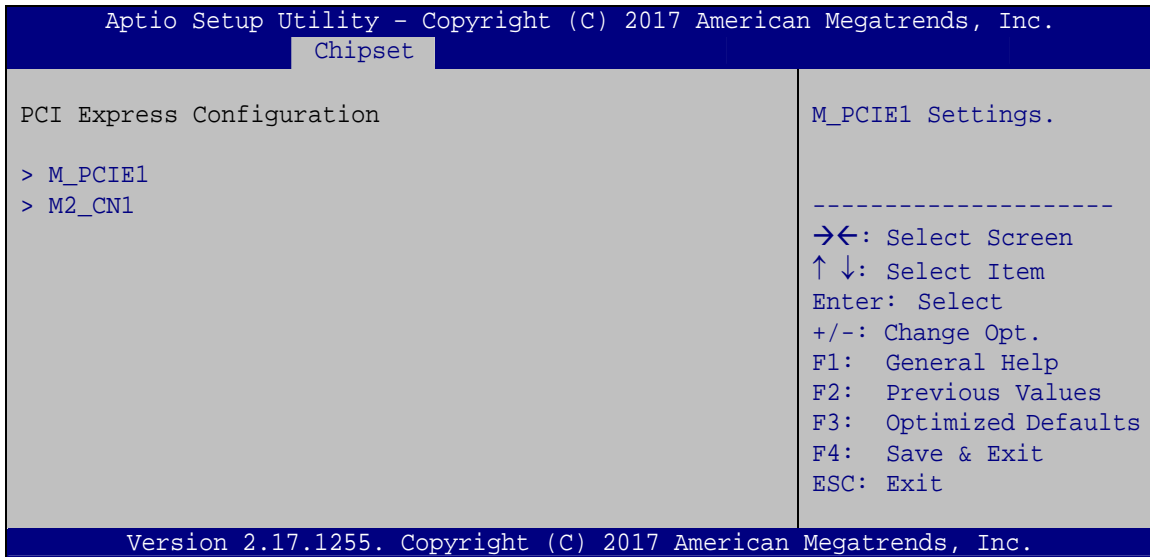 Aptio Setup Utility – Copyright (C) 2017 American Megatrends, Inc.
Chipset
PCI Express Configuration
> M_PCIE1
> M2_CN1
M_PCIE1 Settings.
---------------------
→←: Select Screen
↑ ↓: Select Item
Enter: Select
+/-: Change Opt.
F1: General Help
F2: Previous Values
F3: Optimized Defaults
F4: Save & Exit
ESC: Exit
Version 2.17.1255. Copyright (C) 2017 American Megatrends, Inc.